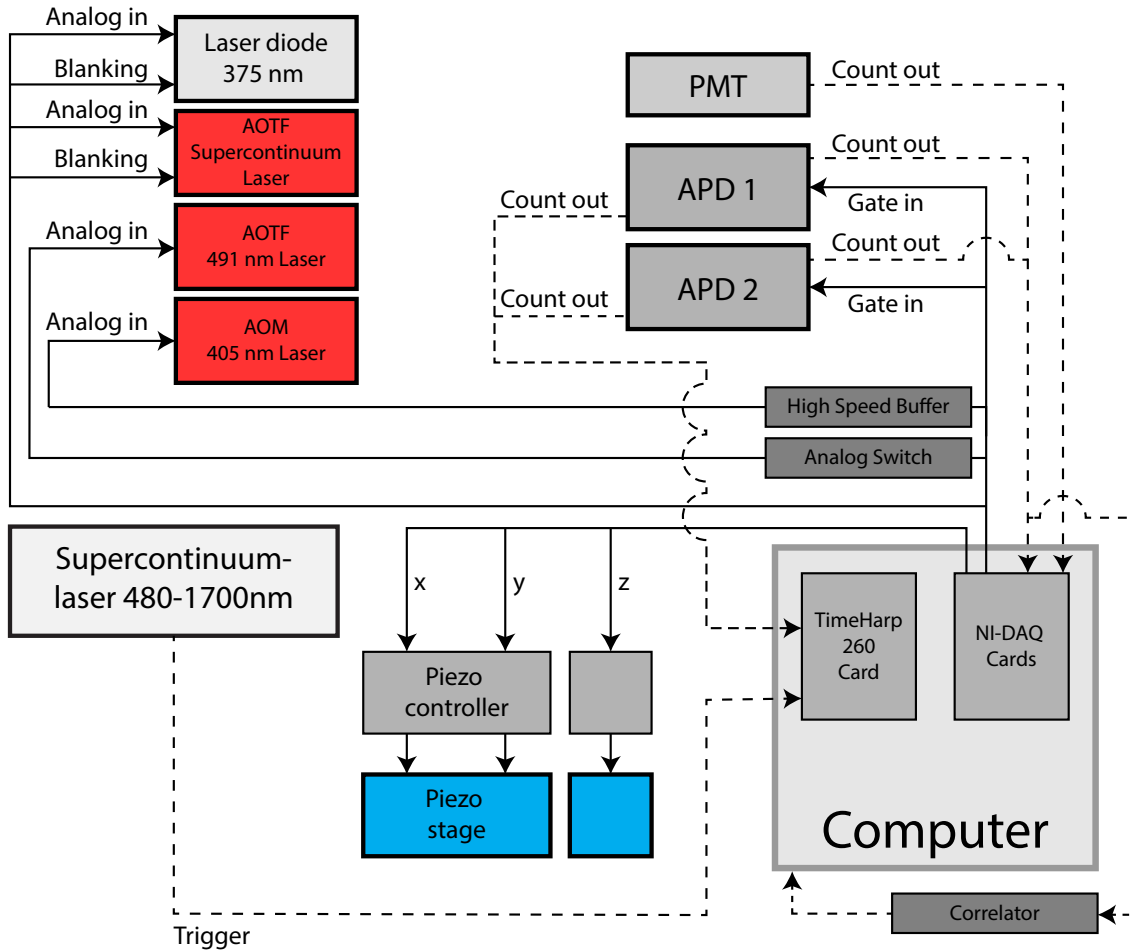 Analog in
Laser diode
375 nm
Blanking
Analog in
AOTF
Supercontinuum
Laser
Blanking
Analog in
AOTF
491 nm Laser
Analog in
AOM
405 nm Laser
PMT
Count out
Count out
APD 1
Count out
Gate in
Count out
APD 2
Count out
Gate in
High Speed Buffer
Analog Switch
Supercontinuum-
laser 480-1700nm
x
y
z
Piezo
controller
Piezo
stage
TimeHarp
260
Card
NI-DAQ
Cards
Computer
Correlator
Trigger